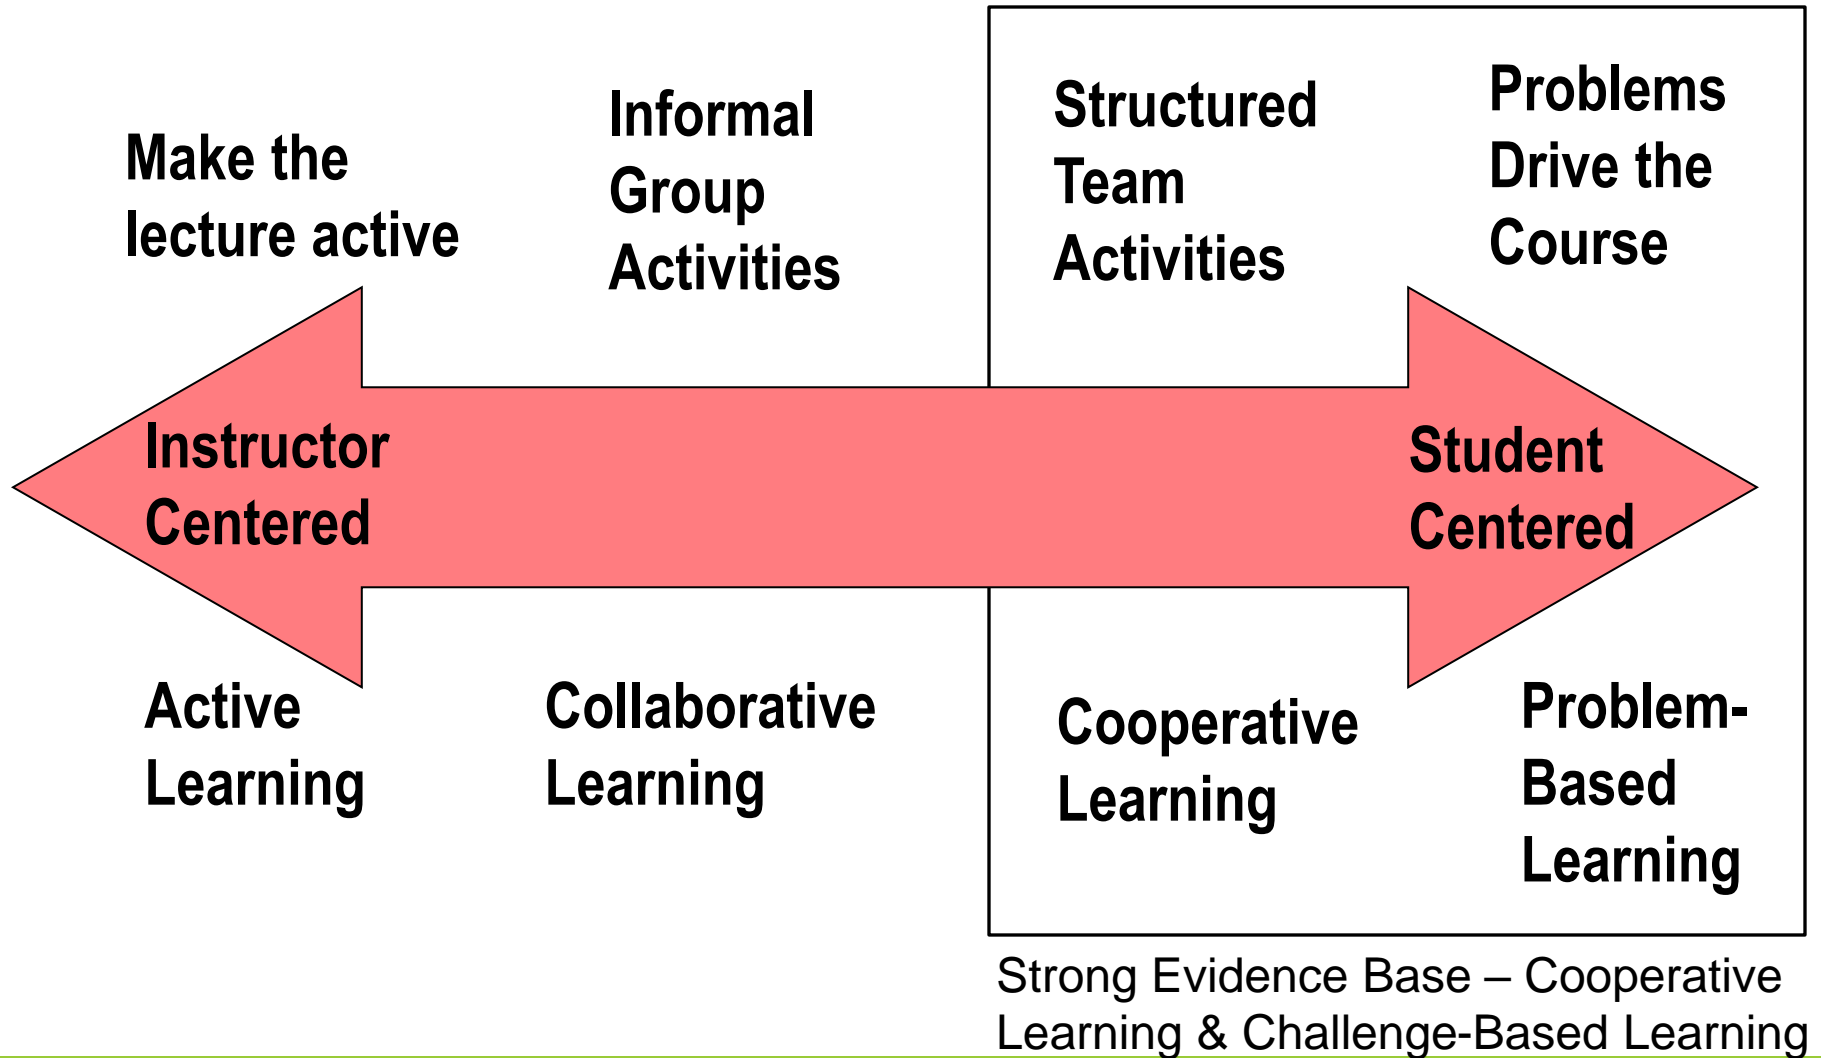 Make the
lecture active
Informal
Group
Activities
Structured
Team
Activities
Problems
Drive the
Course
Instructor
Centered
Student
Centered
Active
Learning
Collaborative
Learning
Cooperative
Learning
Problem-
Based
Learning
Strong Evidence Base – Cooperative
Learning & Challenge-Based Learning